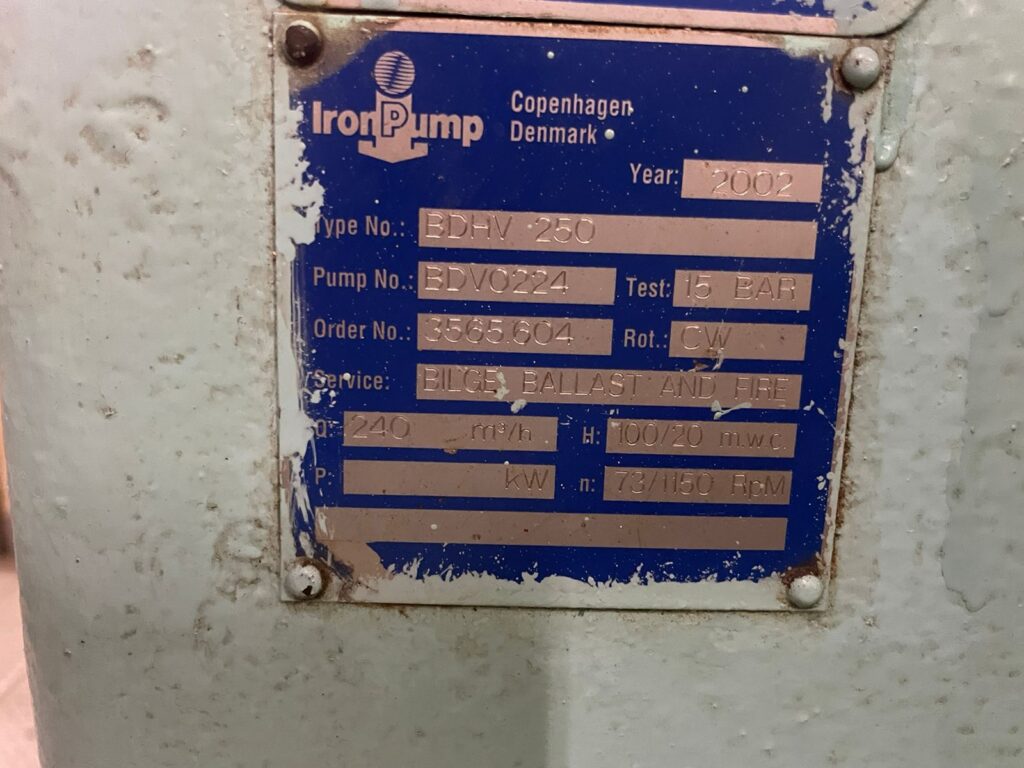 IronPump
Copenhagen
Denmark
Year: 2002
Type No.: BDHV 250
Pump No.: BDV0224 Test: 15 BAR
Order No.: 3565.604 Rot.: CW
Service: BILGE BALLAST AND FIRE
Q: 240 m³/h H: 100/20 m.w.c.
P: kW n: 73/1150 RpM